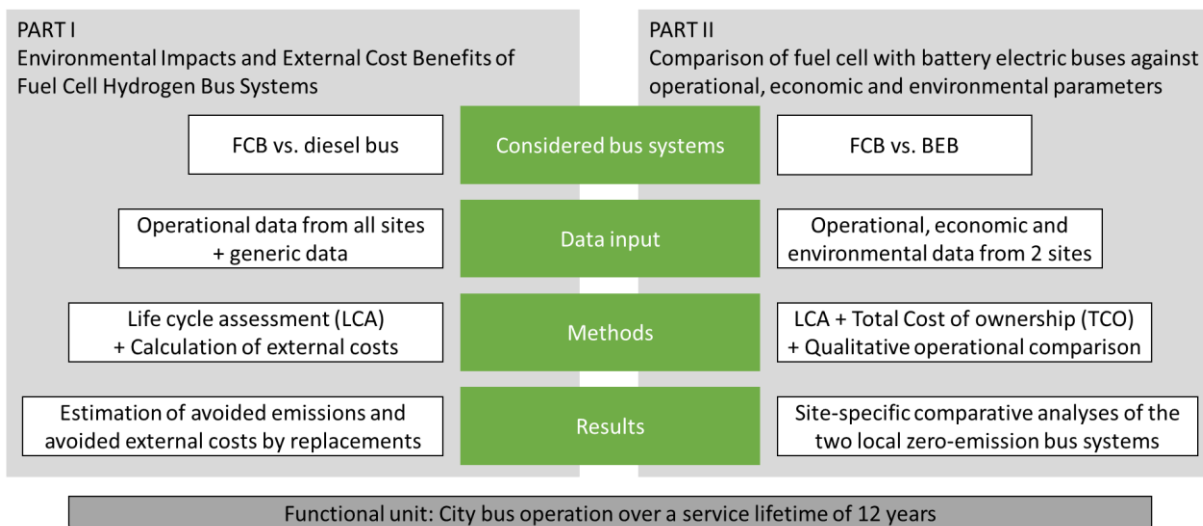 PART I
Environmental Impacts and External Cost Benefits of
Fuel Cell Hydrogen Bus Systems
PART II
Comparison of fuel cell with battery electric buses against
operational, economic and environmental parameters
FCB vs. diesel bus
Considered bus systems
FCB vs. BEB
Operational data from all sites
+ generic data
Data input
Operational, economic and
environmental data from 2 sites
Life cycle assessment (LCA)
+ Calculation of external costs
Methods
LCA + Total Cost of ownership (TCO)
+ Qualitative operational comparison
Estimation of avoided emissions and
avoided external costs by replacements
Results
Site-specific comparative analyses of the
two local zero-emission bus systems
Functional unit: City bus operation over a service lifetime of 12 years